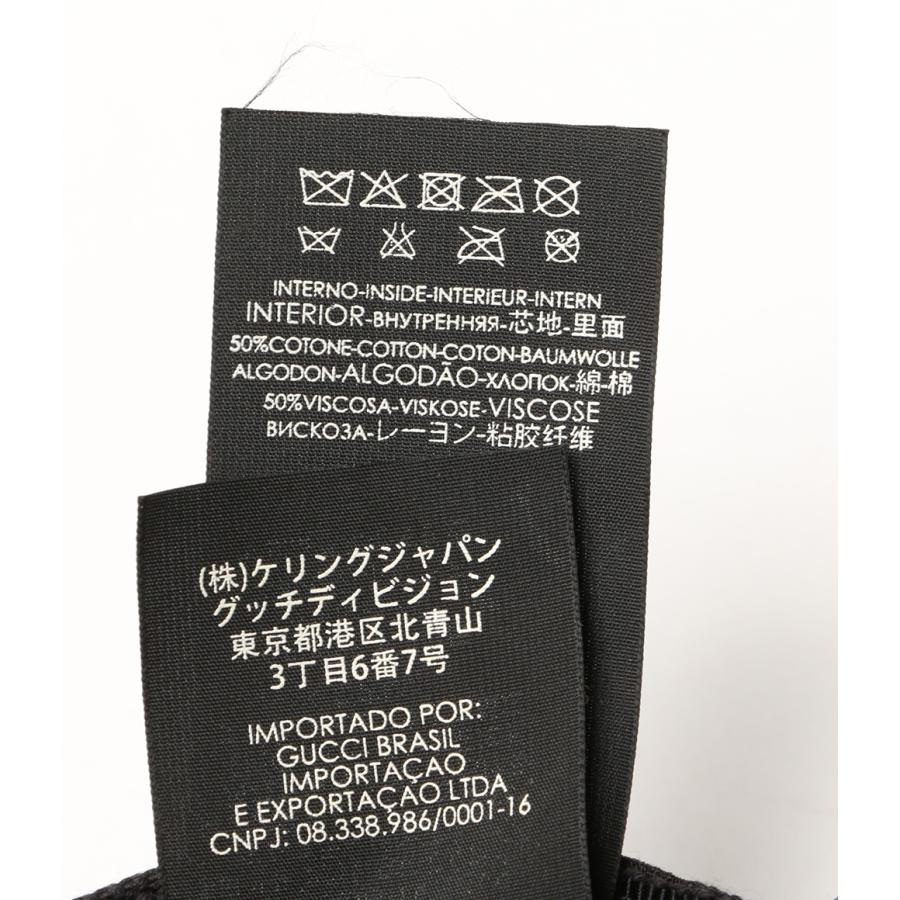 INTERNO-INSIDE-INTERIEUR-INTERN
INTERIOR-ВНУТРЕННЯЯ-芯地-里面
50%COTONE-COTTON-COTON-BAUMWOLLE
ALGODON-ALGODÃO-ХЛОПОК-綿-棉
50%VISCOSA-VISKOSE-VISCOSE
ВИСКОЗА-レーヨン-粘胶纤维
(株)ケリングジャパン
グッチディビジョン
東京都港区北青山
3丁目6番7号
IMPORTADO POR:
GUCCI BRASIL
IMPORTAÇAO
E EXPORTAÇAO LTDA
CNPJ: 08.338.986/0001-16